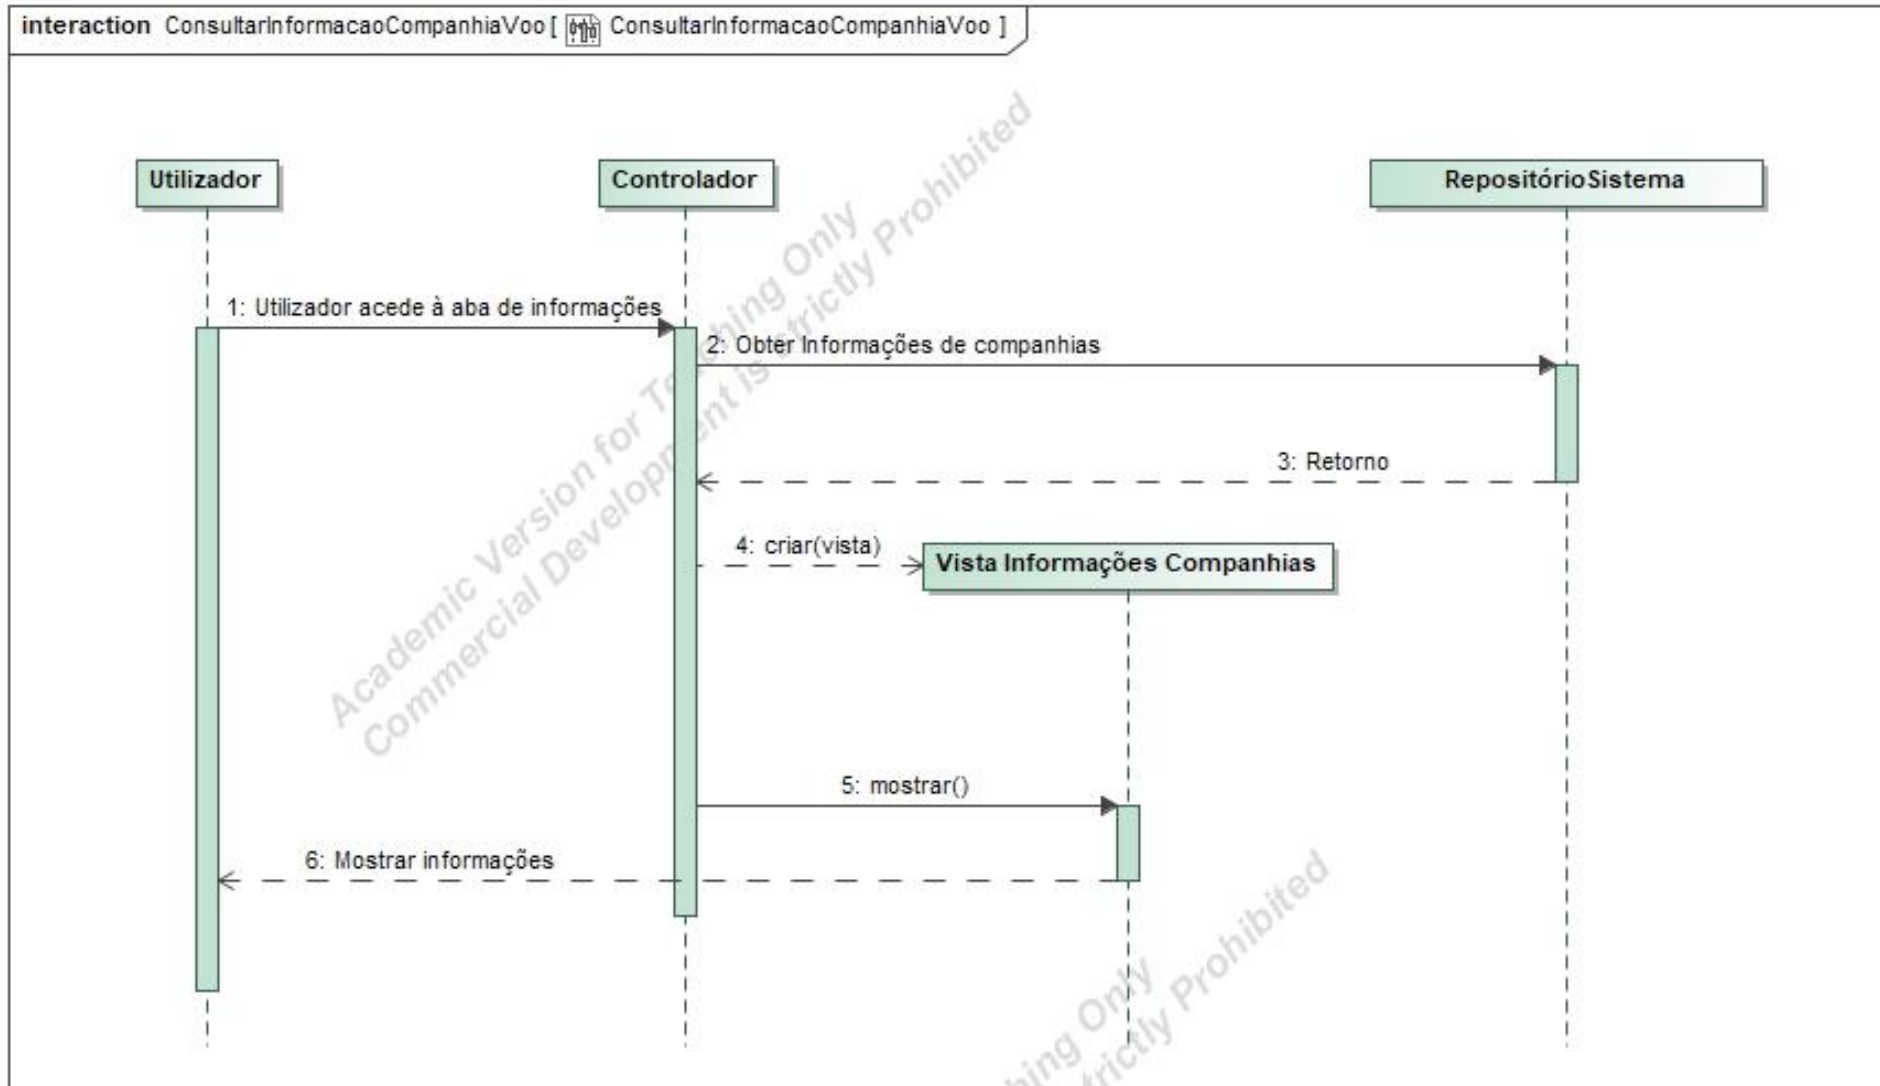 interaction ConsultarInformacaoCompanhiaVoo [ ConsultarInformacaoCompanhiaVoo ]
Utilizador
Controlador
RepositórioSistema
1: Utilizador acede à aba de informações
2: Obter Informações de companhias
3: Retorno
4: criar(vista)
Vista Informações Companhias
5: mostrar()
6: Mostrar informações
Academic Version for Teaching Only
Commercial Development is Strictly Prohibited
Only
Prohibited